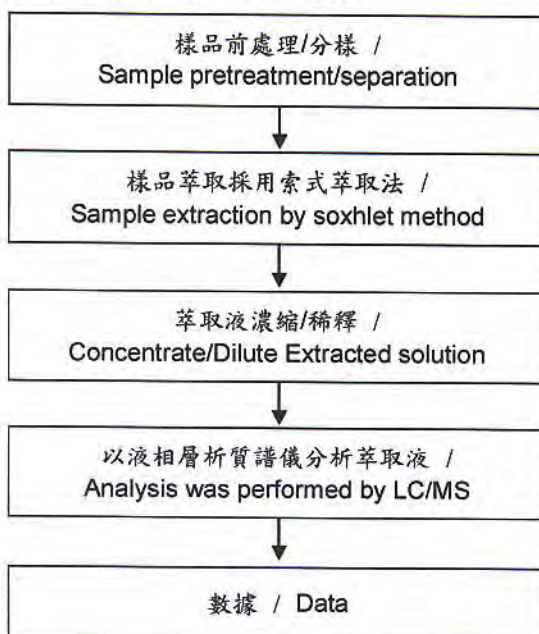 樣品前處理/分樣 /
Sample pretreatment/separation
樣品萃取採用索式萃取法 /
Sample extraction by soxhlet method
萃取液濃縮/稀釋 /
Concentrate/Dilute Extracted solution
以液相層析質譜儀分析萃取液 /
Analysis was performed by LC/MS
數據 / Data